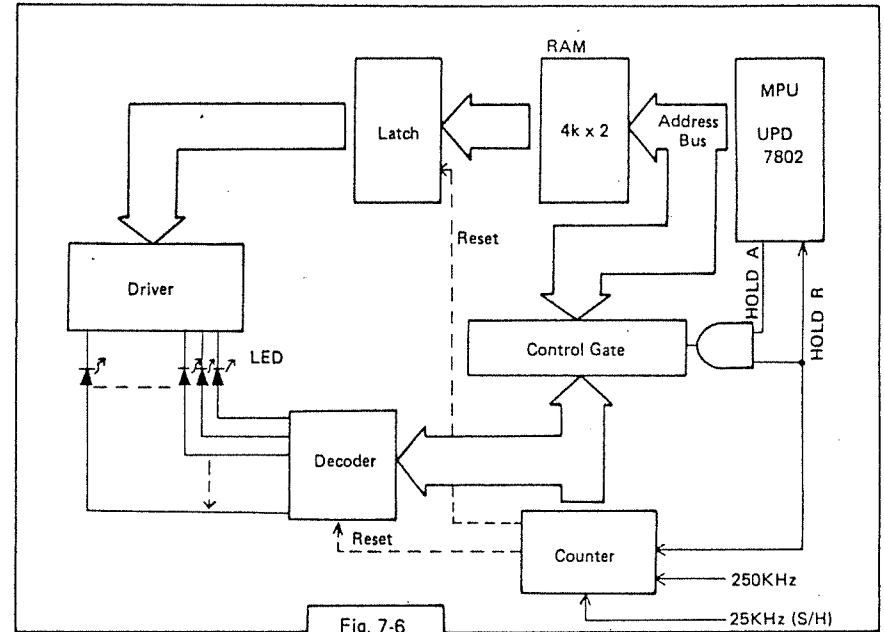 RAM
MPU
UPD
7802
Latch
4k x 2
Address
Bus
Reset
HOLD A
HOLD R
Driver
LED
Control Gate
Decoder
Reset
Counter
250KHz
25KHz (S/H)
Fig. 7-6